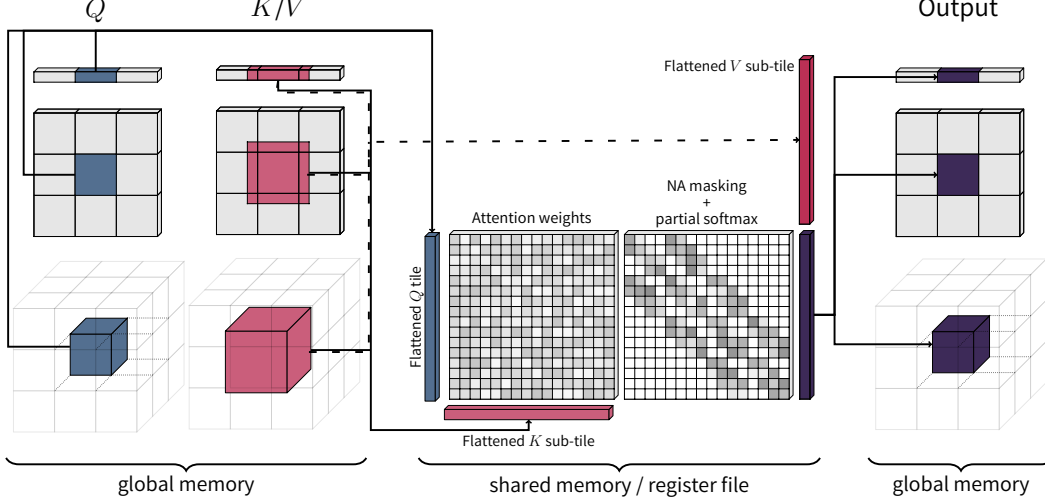 Q
K/V
Output
Flattened V sub-tile
NA masking
+
partial softmax
Attention weights
Flattened Q tile
Flattened K sub-tile
global memory
shared memory / register file
global memory